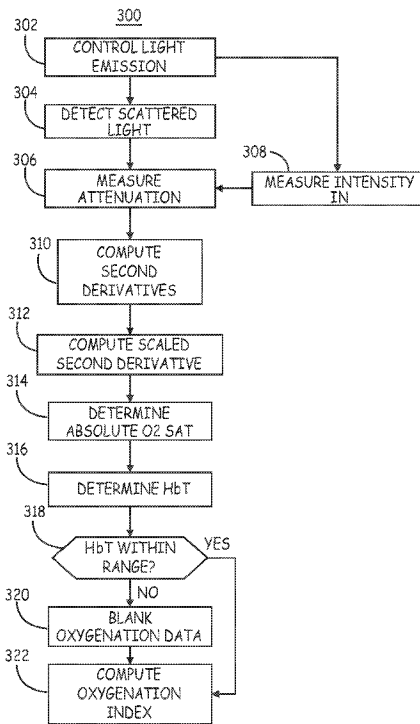 300
302
CONTROL LIGHT
EMISSION
304
DETECT SCATTERED
LIGHT
306
MEASURE
ATTENUATION
308
MEASURE INTENSITY
IN
310
COMPUTE
SECOND
DERIVATIVES
312
COMPUTE SCALED
SECOND DERIVATIVE
314
DETERMINE
ABSOLUTE O2 SAT
316
DETERMINE HbT
318
HbT WITHIN
RANGE?
YES
NO
320
BLANK
OXYGENATION DATA
322
COMPUTE
OXYGENATION
INDEX